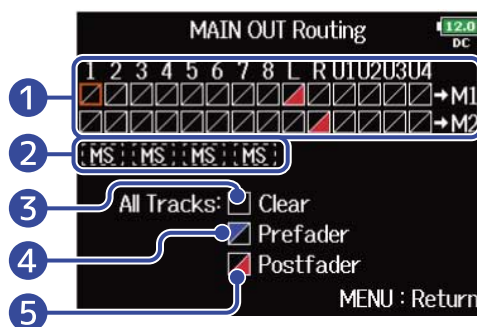 MAIN OUT Routing
12.0
DC
1 2 3 4 5 6 7 8 L R U1U2U3U4
1
→M1
→M2
2
MS MS MS MS
3
All Tracks: Clear
4
Prefader
5
Postfader
MENU : Return